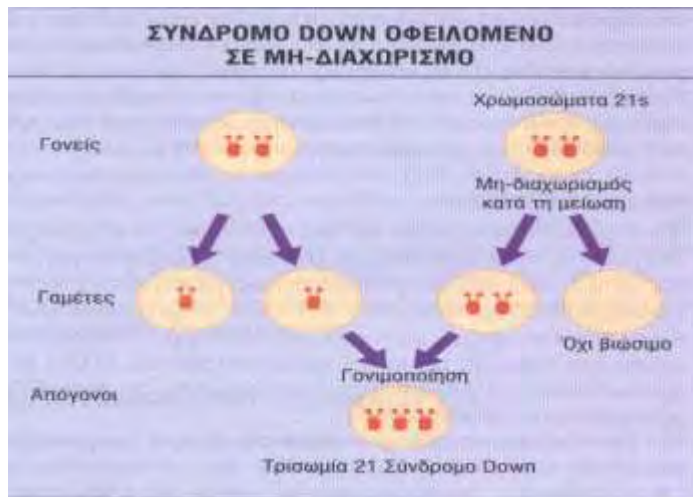 ΣΥΝΔΡΟΜΟ DOWN ΟΦΕΙΛΟΜΕΝΟ
ΣΕ ΜΗ-ΔΙΑΧΩΡΙΣΜΟ
Χρωμοσώματα 21s
Γονείς
Μη-διαχωρισμός
κατά τη μείωση
Γαμέτες
Όχι βιώσιμο
Γονιμοποίηση
Απόγονοι
Τρισωμία 21 Σύνδρομο Down